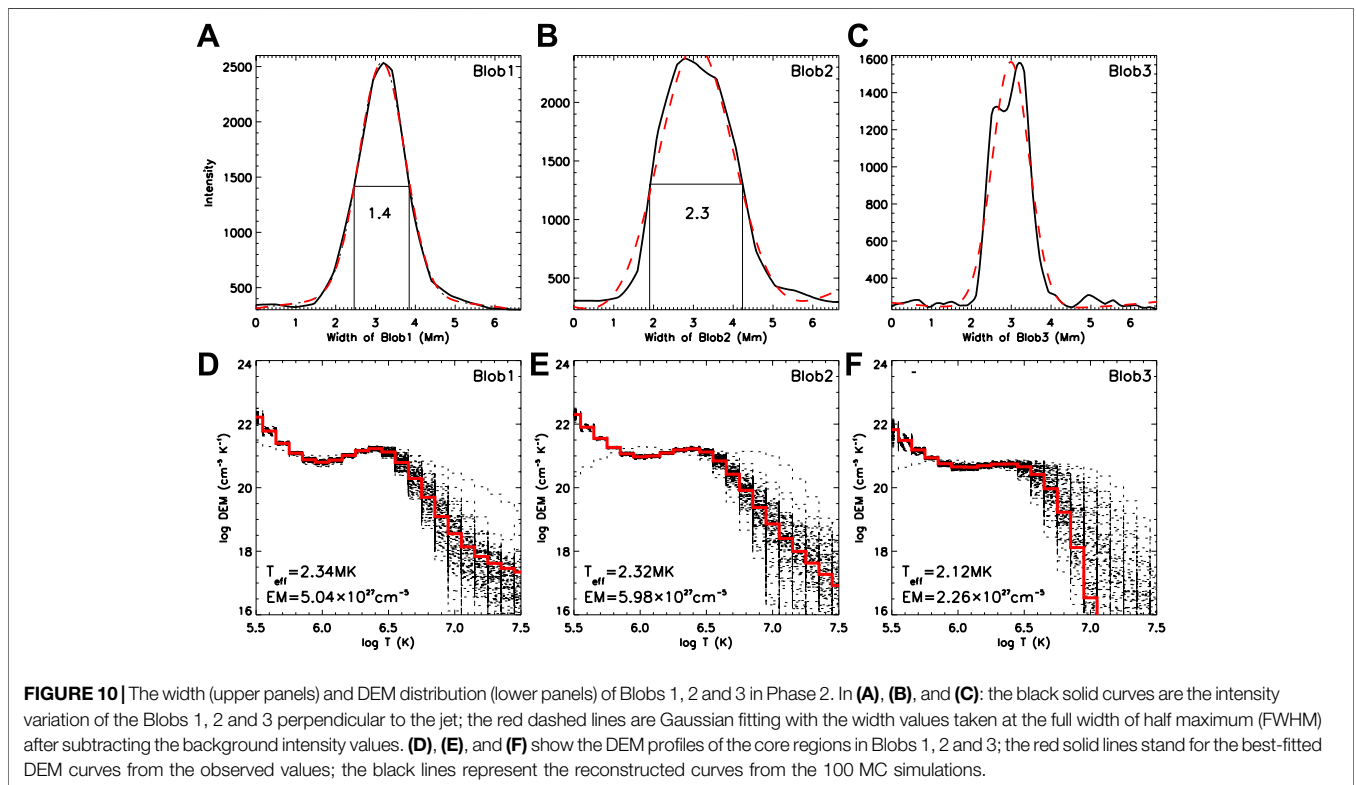 A
B
C
Blob1
Blob2
Blob3
2500
2000
1500
1000
500
2000
1500
1000
500
1600
1400
1200
1000
800
600
400
Intensity
1.4
2.3
0 1 2 3 4 5 6
0 1 2 3 4 5 6
0 1 2 3 4 5 6
Width of Blob1 (Mm)
Width of Blob2 (Mm)
Width of Blob3 (Mm)
D
E
F
Blob1
Blob2
Blob3
24
22
20
18
16
24
22
20
18
16
24
22
20
18
16
log DEM (cm⁻⁵ K⁻¹)
log DEM (cm⁻⁵ K⁻¹)
log DEM (cm⁻⁵ K⁻¹)
T_eff=2.34MK
EM=5.04×10²⁷cm⁻⁵
T_eff=2.32MK
EM=5.98×10²⁷cm⁻⁵
T_eff=2.12MK
EM=2.26×10²⁷cm⁻⁵
5.5 6.0 6.5 7.0 7.5
5.5 6.0 6.5 7.0 7.5
5.5 6.0 6.5 7.0 7.5
log T (K)
log T (K)
log T (K)
FIGURE 10 | The width (upper panels) and DEM distribution (lower panels) of Blobs 1, 2 and 3 in Phase 2. In (A), (B), and (C): the black solid curves are the intensity
variation of the Blobs 1, 2 and 3 perpendicular to the jet; the red dashed lines are Gaussian fitting with the width values taken at the full width of half maximum (FWHM)
after subtracting the background intensity values. (D), (E), and (F) show the DEM profiles of the core regions in Blobs 1, 2 and 3; the red solid lines stand for the best-fitted
DEM curves from the observed values; the black lines represent the reconstructed curves from the 100 MC simulations.